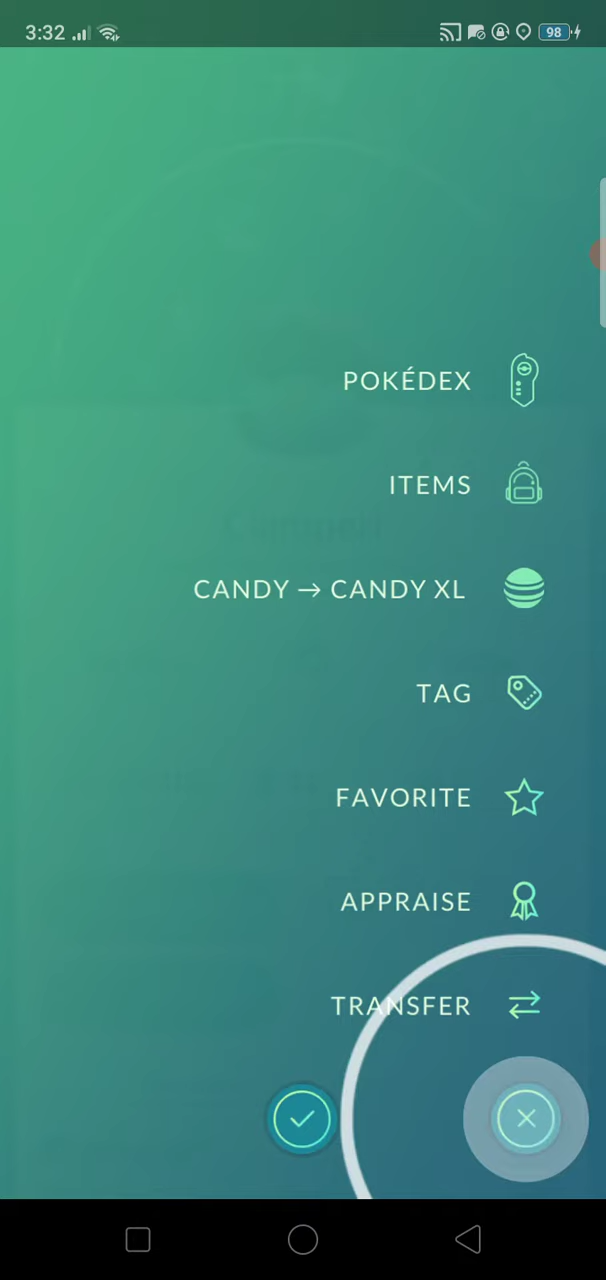 3:32
98
POKÉDEX
ITEMS
CANDY → CANDY XL
TAG
FAVORITE
APPRAISE
TRANSFER